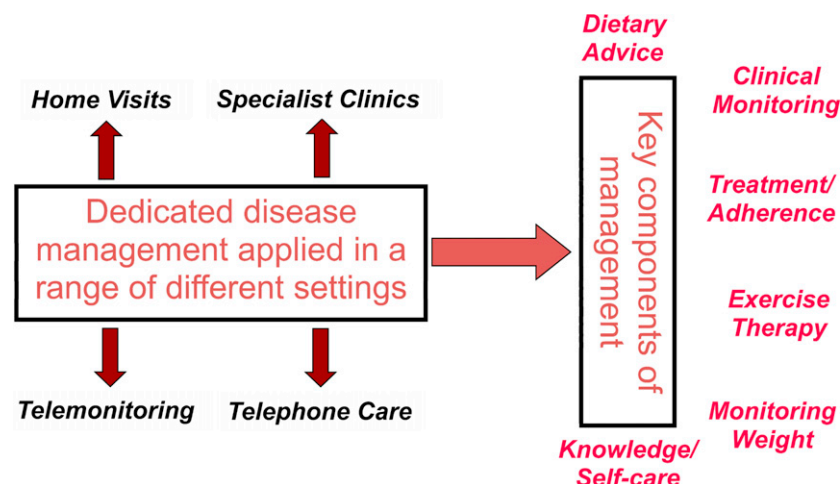 Home Visits
Specialist Clinics
Dedicated disease
management applied in a
range of different settings
Telemonitoring
Telephone Care
Dietary
Advice
Key components of
management
Clinical
Monitoring
Treatment/
Adherence
Exercise
Therapy
Monitoring
Weight
Knowledge/
Self-care